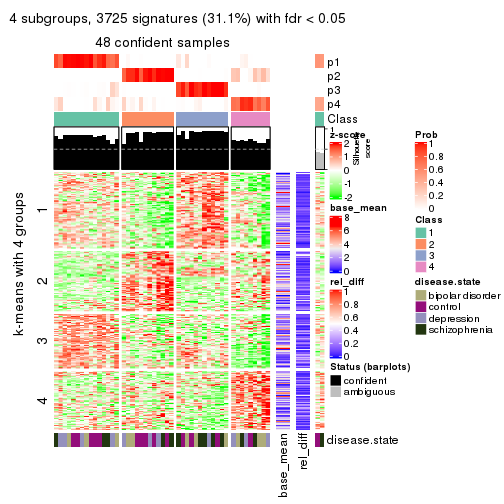 4 subgroups, 3725 signatures (31.1%) with fdr < 0.05
48 confident samples
p1
p2
p3
p4
Class
Silhouette
score
k-means with 4 groups
1
2
3
4
base_mean
rel_diff
disease.state
z-score
2
1
0
-1
-2
base_mean
8
6
4
2
0
rel_diff
1
0.8
0.6
0.4
0.2
0
Status (barplots)
confident
ambiguous
Prob
1
0.8
0.6
0.4
0.2
0
Class
1
2
3
4
disease.state
bipolar disorder
control
depression
schizophrenia